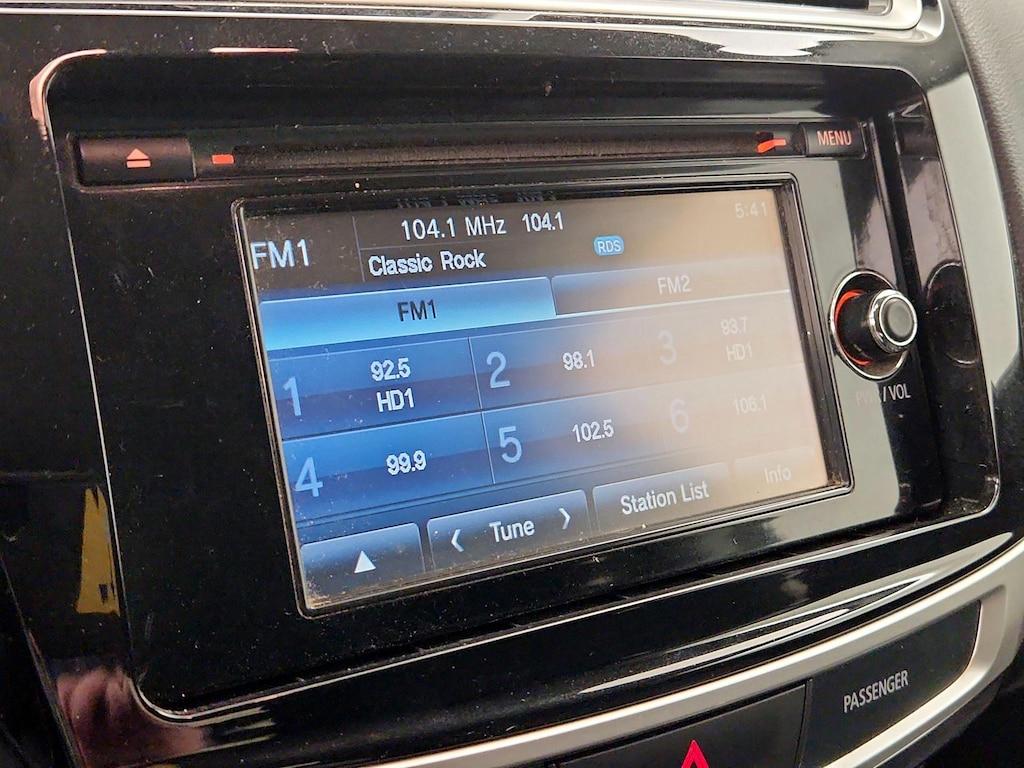 MENU
FM1
104.1 MHz 104.1
5:41
Classic Rock
RDS
FM1
FM2
1
92.5
HD1
2
98.1
3
93.7
HD1
4
99.9
5
102.5
6
106.1
< Tune >
Station List
Info
PWR / VOL
PASSENGER